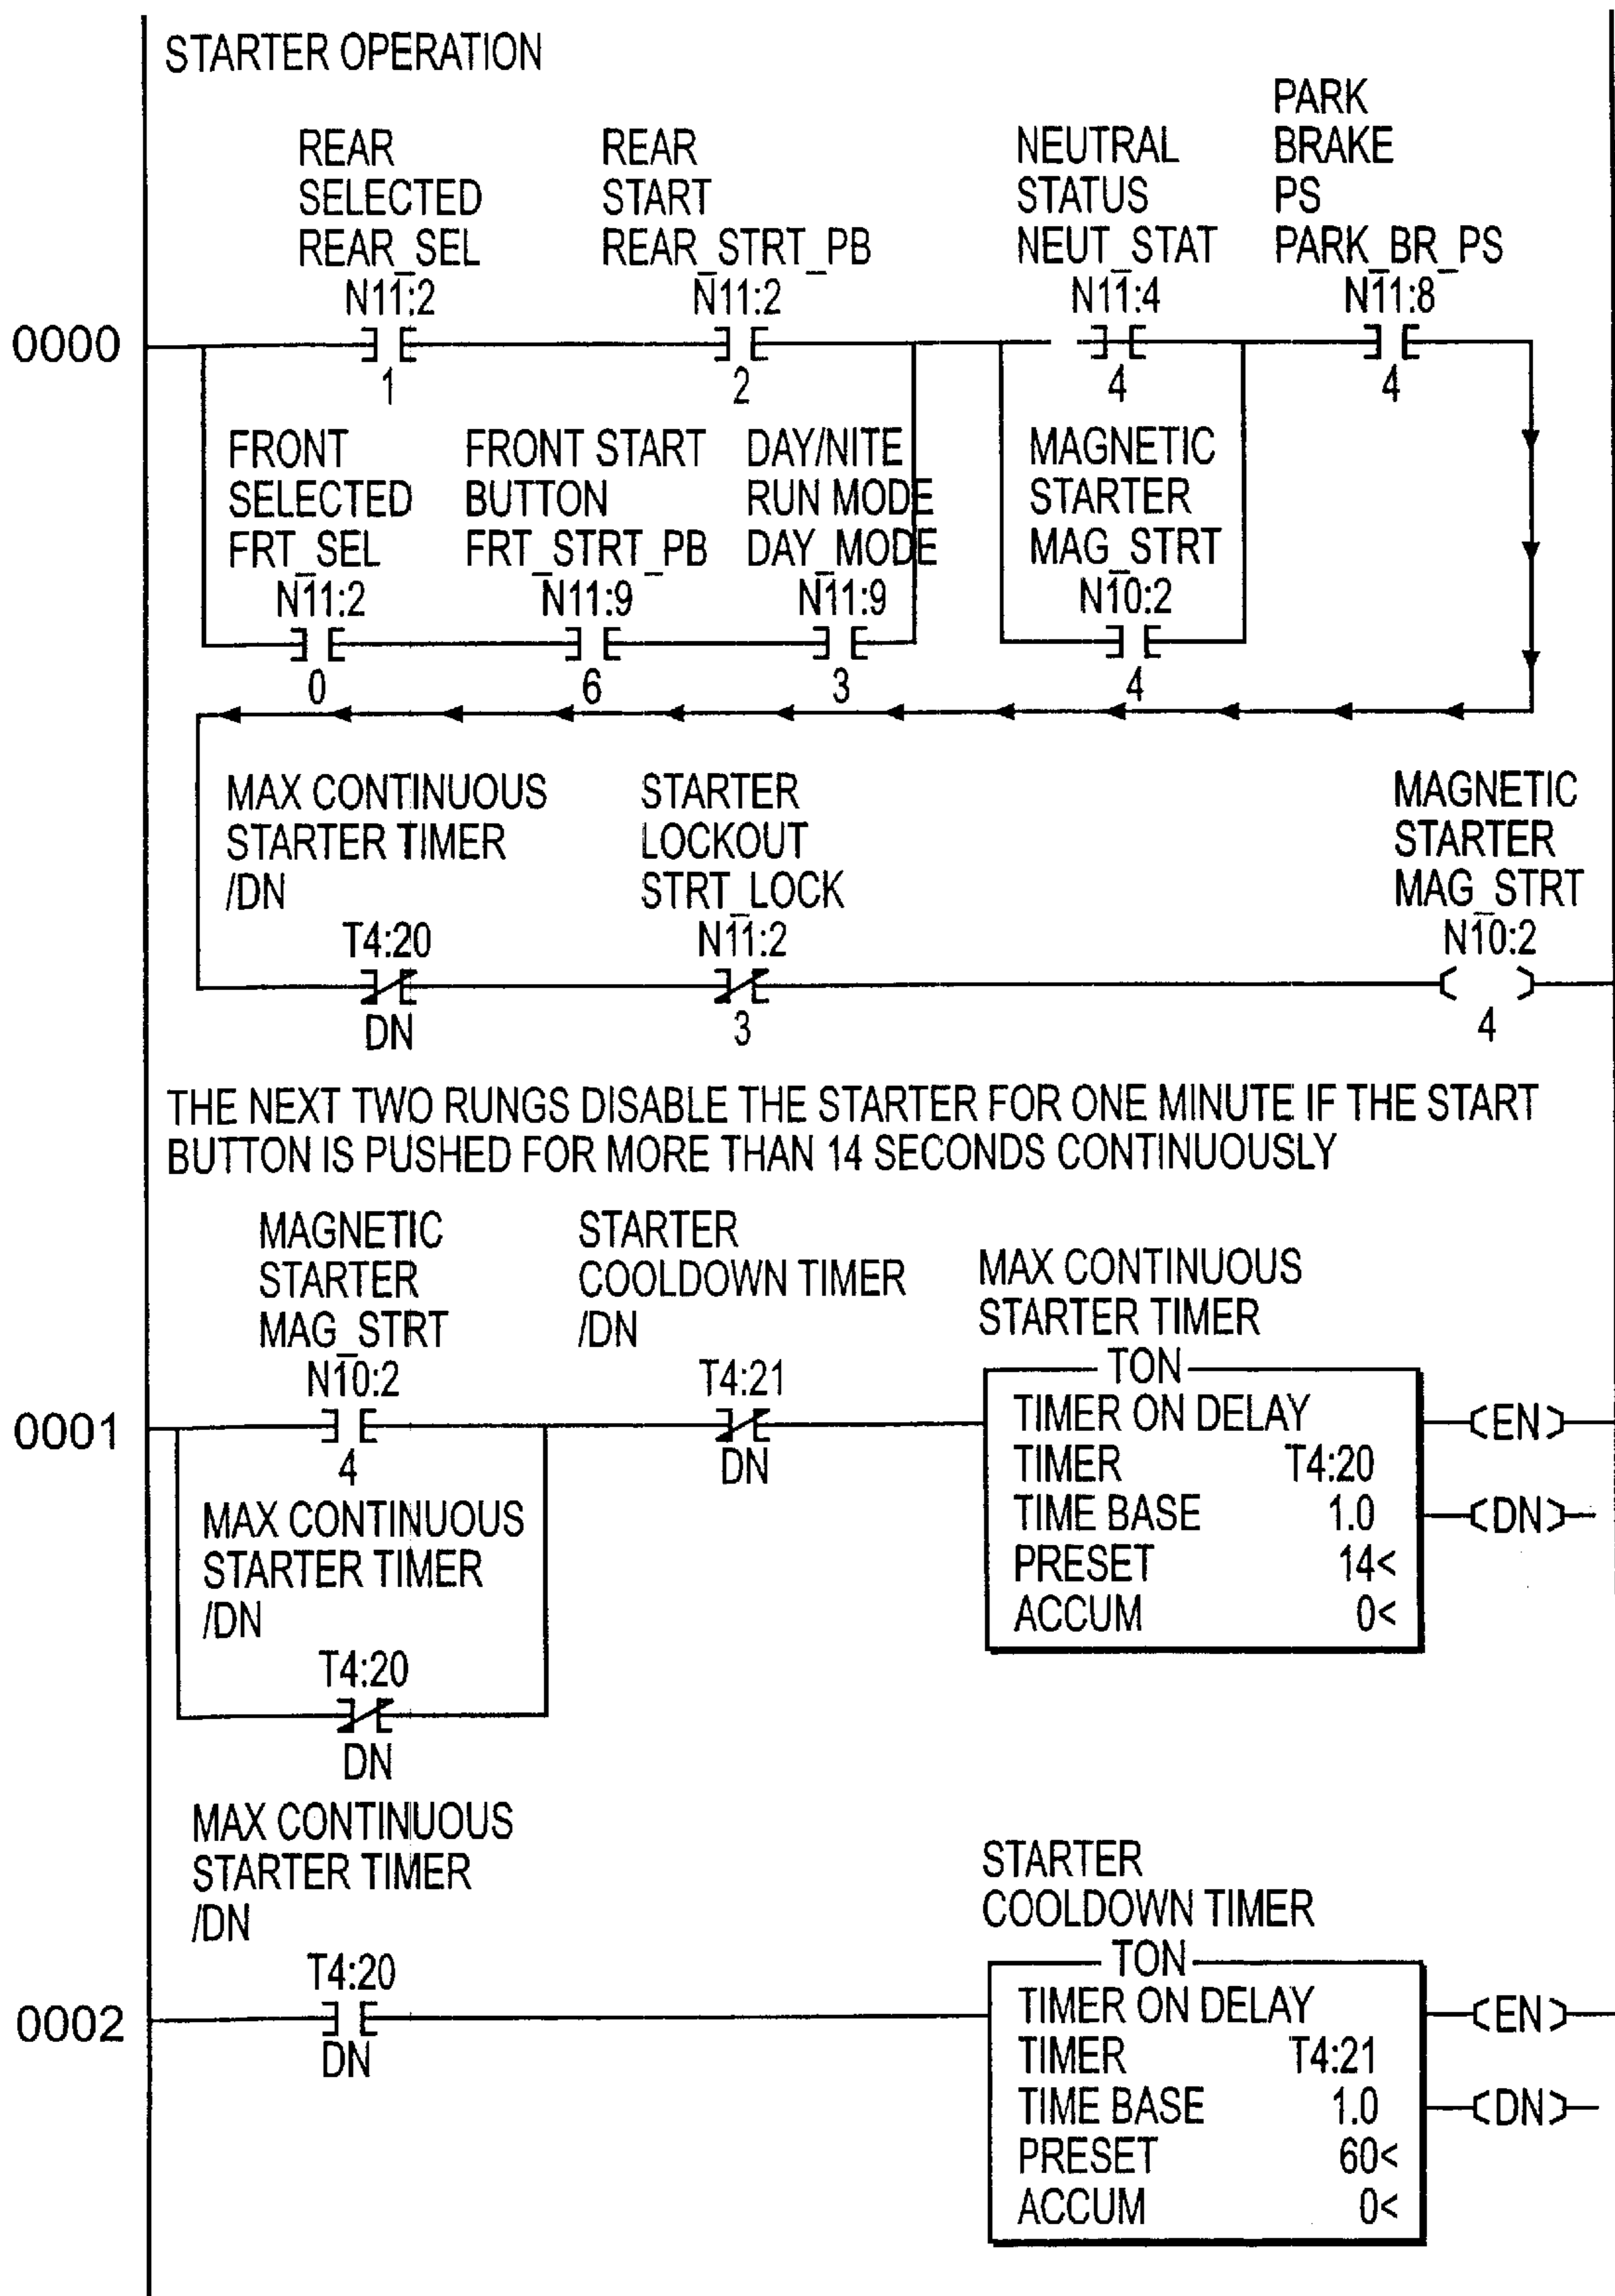 STARTER OPERATION
REAR
SELECTED
REAR_SEL
N11:2
1
REAR
START
REAR_STRT_PB
N11:2
2
NEUTRAL
STATUS
NEUT_STAT
N11:4
4
PARK
BRAKE
PS
PARK_BR_PS
N11:8
4
0000
FRONT
SELECTED
FRT_SEL
N11:2
0
FRONT START
BUTTON
FRT_STRT_PB
N11:9
6
DAY/NITE
RUN MODE
DAY_MODE
N11:9
3
MAGNETIC
STARTER
MAG_STRT
N10:2
4
MAX CONTINUOUS
STARTER TIMER
/DN
T4:20
DN
STARTER
LOCKOUT
STRT_LOCK
N11:2
3
MAGNETIC
STARTER
MAG_STRT
N10:2
4
THE NEXT TWO RUNGS DISABLE THE STARTER FOR ONE MINUTE IF THE START
BUTTON IS PUSHED FOR MORE THAN 14 SECONDS CONTINUOUSLY
0001
MAGNETIC
STARTER
MAG_STRT
N10:2
4
STARTER
COOLDOWN TIMER
/DN
T4:21
DN
MAX CONTINUOUS
STARTER TIMER
TON
TIMER ON DELAY
TIMER T4:20
TIME BASE 1.0
PRESET 14<
ACCUM 0<
EN
DN
MAX CONTINUOUS
STARTER TIMER
/DN
T4:20
DN
0002
MAX CONTINUOUS
STARTER TIMER
/DN
T4:20
DN
STARTER
COOLDOWN TIMER
TON
TIMER ON DELAY
TIMER T4:21
TIME BASE 1.0
PRESET 60<
ACCUM 0<
EN
DN